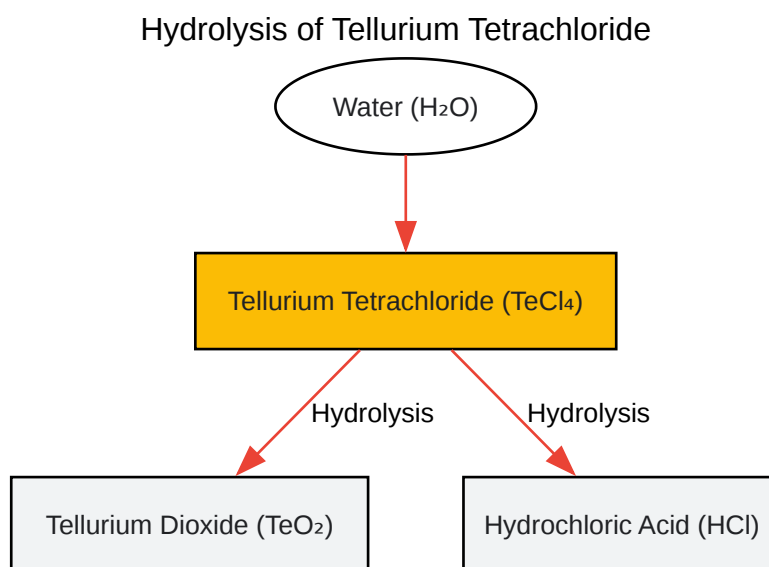 Hydrolysis of Tellurium Tetrachloride
Water (H₂O)
Tellurium Tetrachloride (TeCl₄)
Hydrolysis
Hydrolysis
Tellurium Dioxide (TeO₂)
Hydrochloric Acid (HCl)